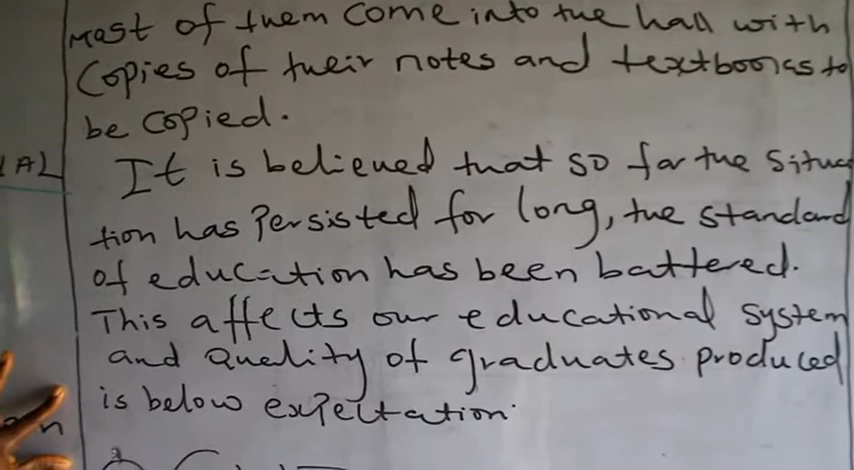 Most of them come into the hall with
Copies of their notes and textbooks to
be copied.
(A)
It is believed that so far the situa
tion has Persisted for long, the standard
of education has been battered.
This affects our educational system
and Quality of graduates produced
is below expectation.